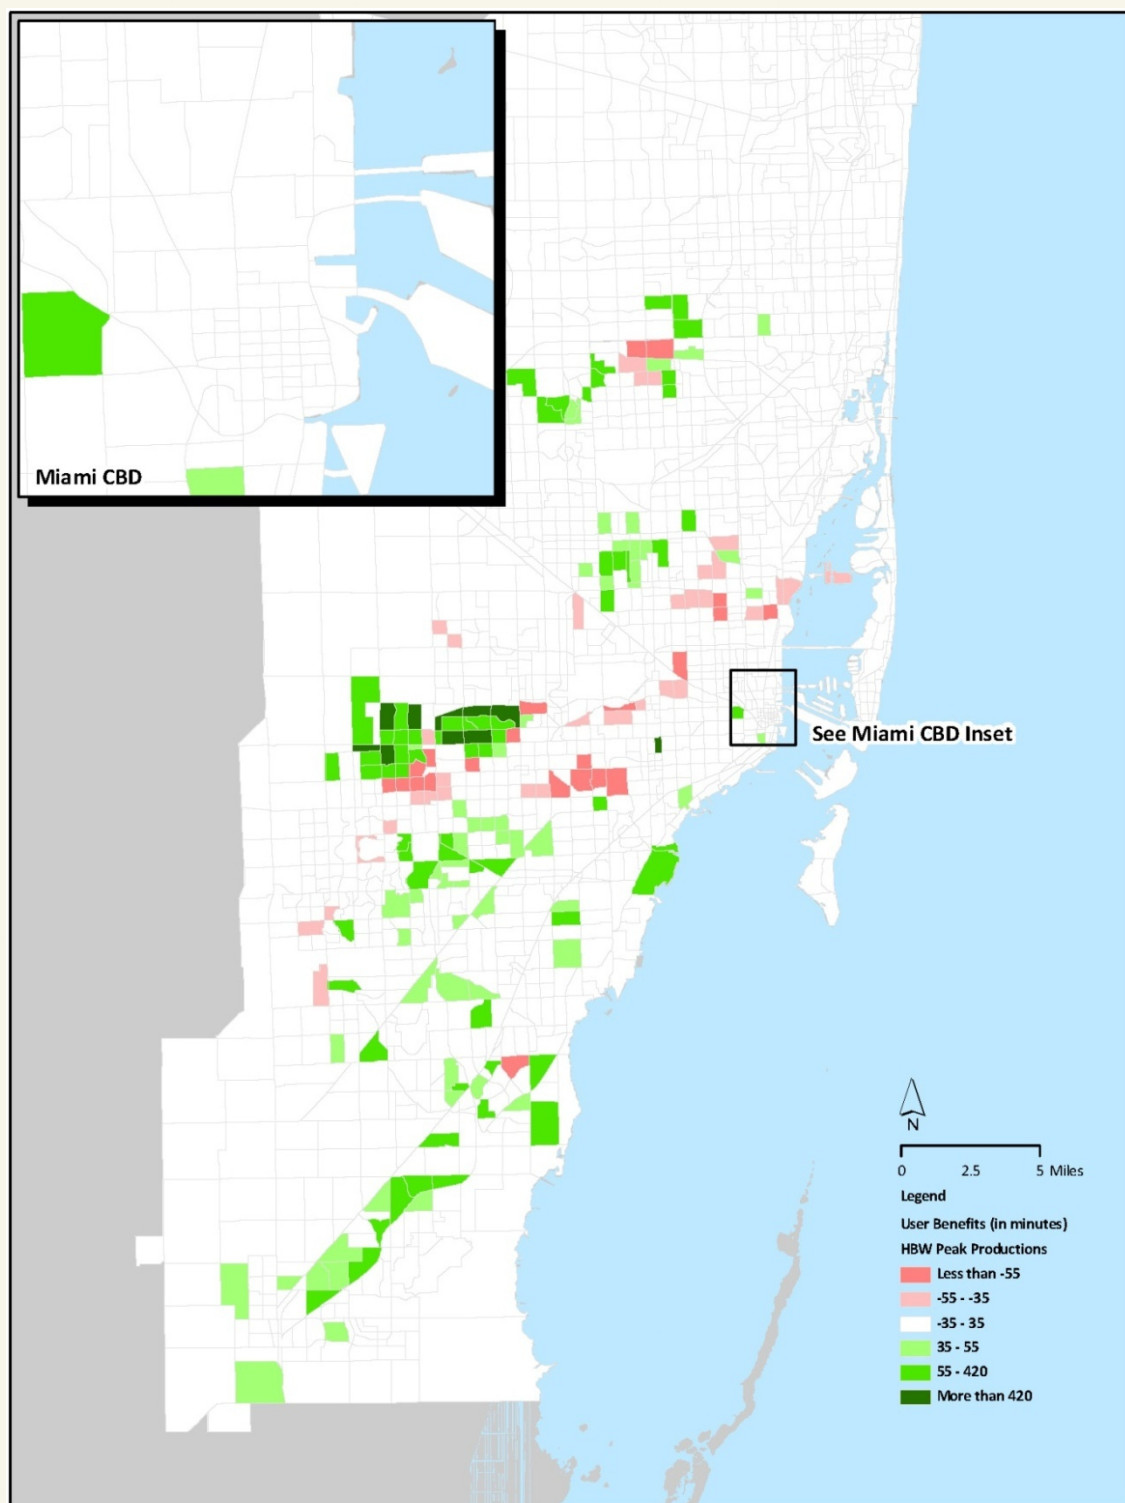 Miami CBD
See Miami CBD Inset
N
0 2.5 5 Miles
Legend
User Benefits (in minutes)
HBW Peak Productions
Less than -55
-55 - -35
-35 - 35
35 - 55
55 - 420
More than 420